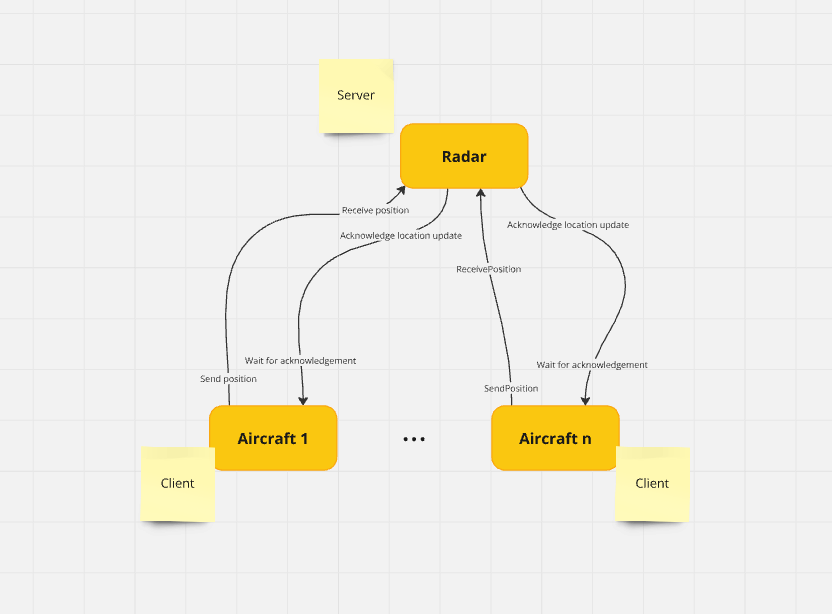 Server
Radar
Receive position
Acknowledge location update
Acknowledge location update
ReceivePosition
Wait for acknowledgement
Wait for acknowledgement
Send position
SendPosition
Aircraft 1
...
Aircraft n
Client
Client